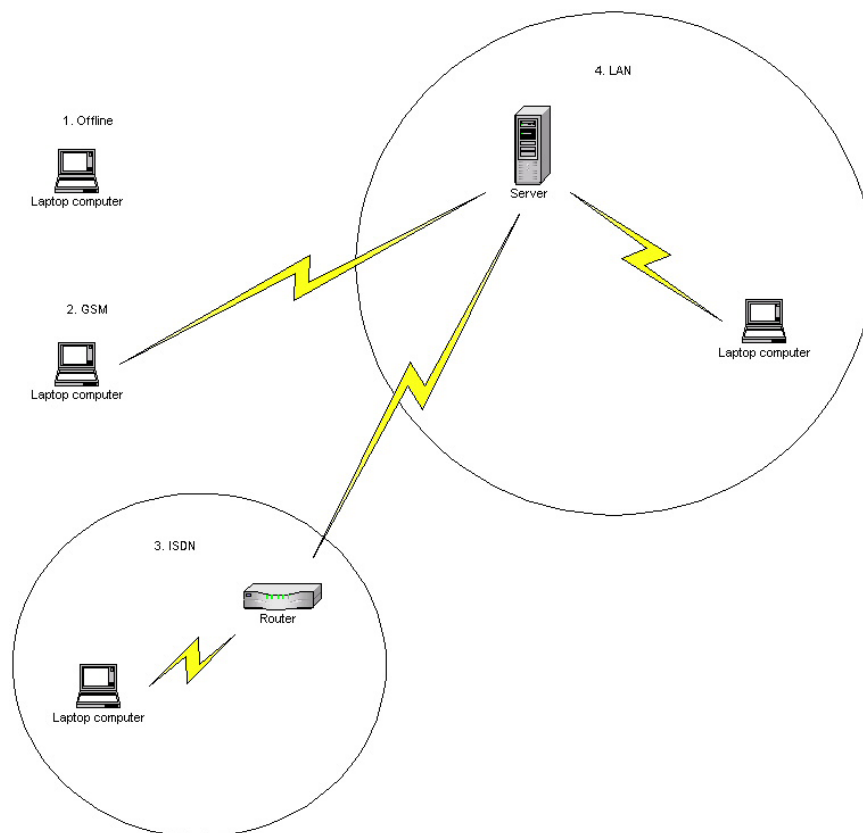 4. LAN
1. Offline
Laptop computer
Server
2. GSM
Laptop computer
Laptop computer
3. ISDN
Router
Laptop computer